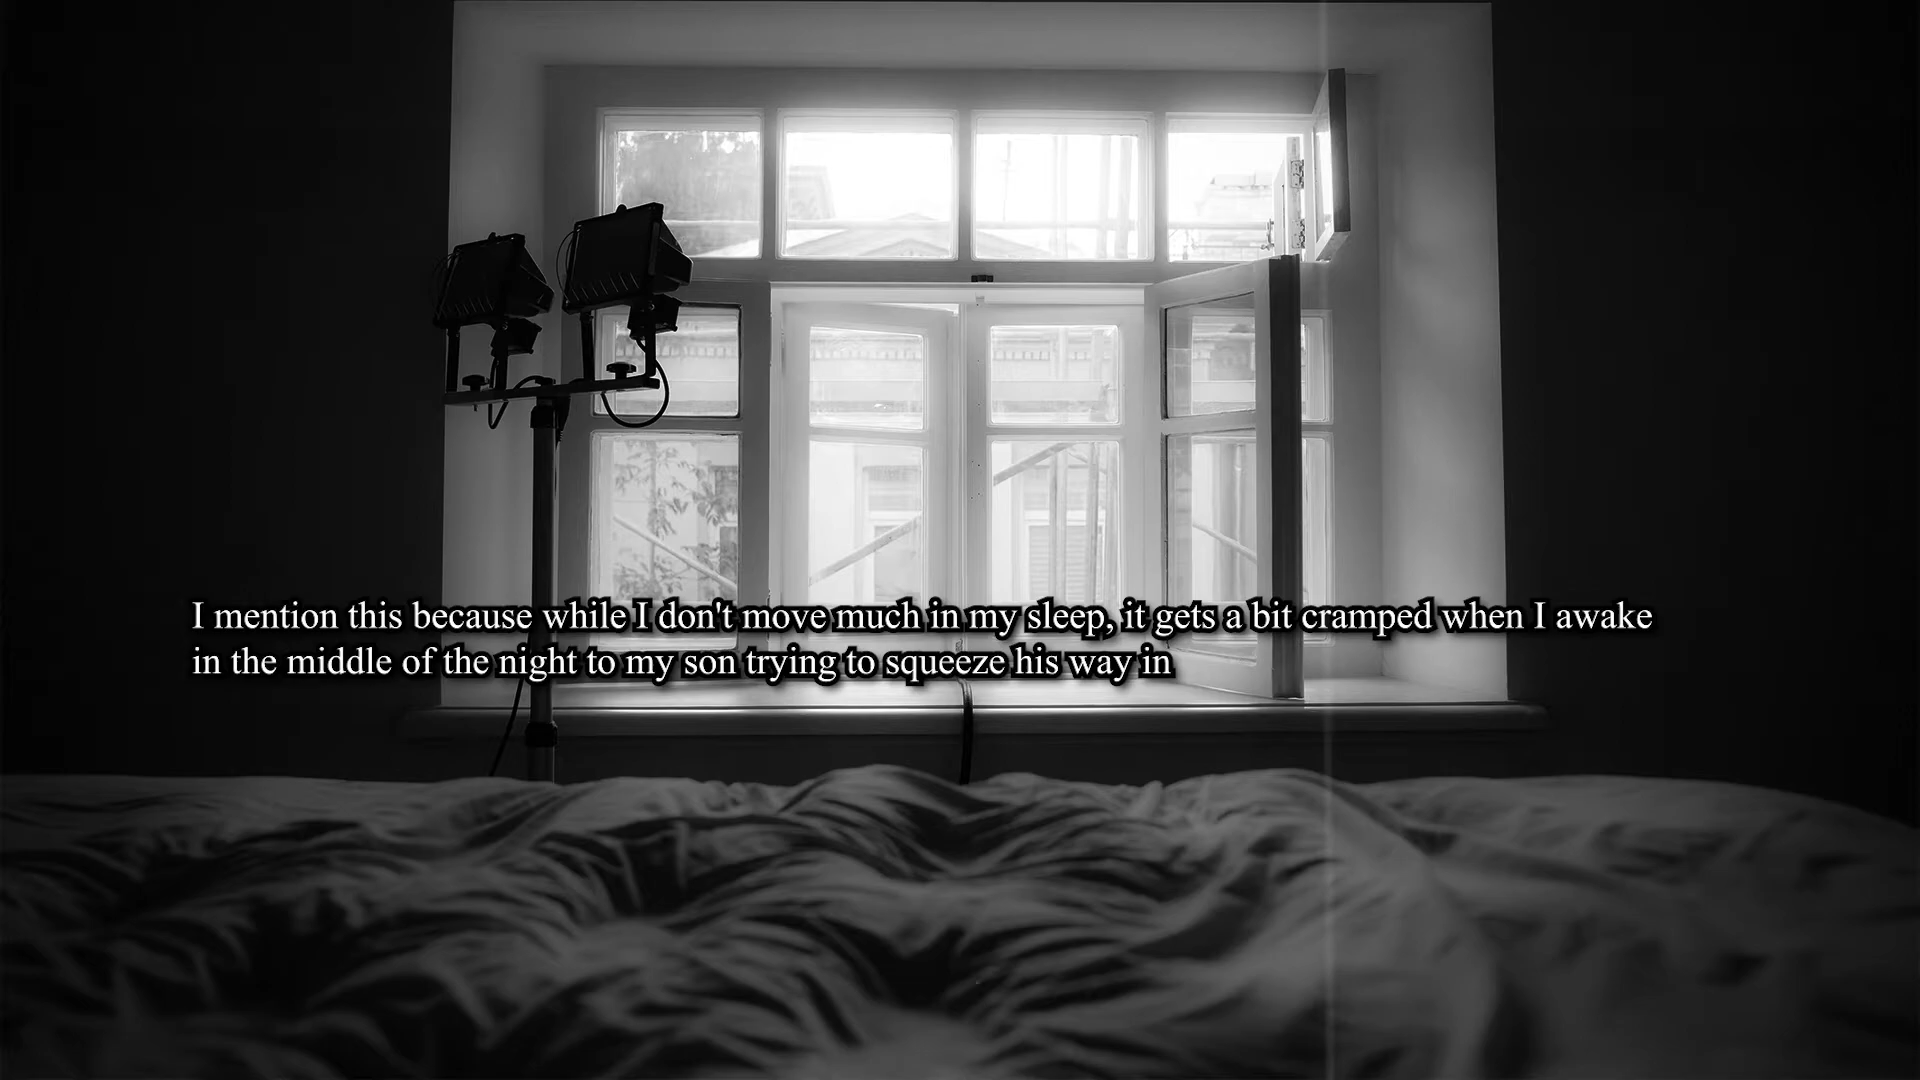 I mention this because while I don't move much in my sleep, it gets a bit cramped when I awake
in the middle of the night to my son trying to squeeze his way in